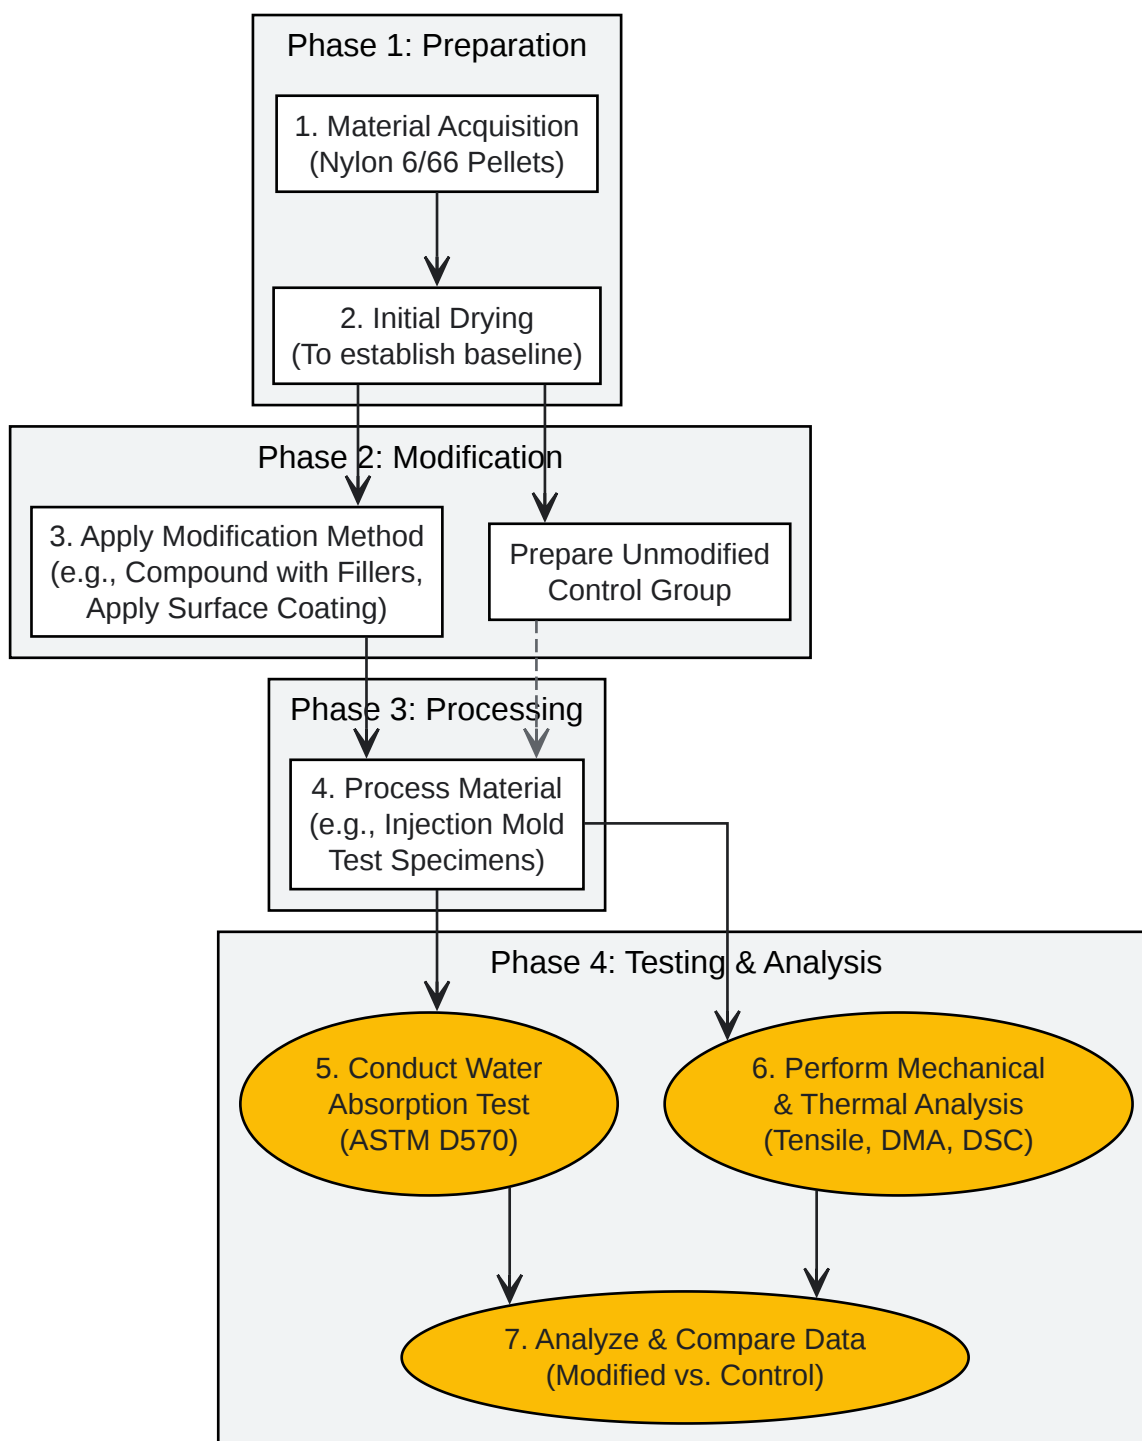 Phase 1: Preparation
1. Material Acquisition
(Nylon 6/66 Pellets)
2. Initial Drying
(To establish baseline)
Phase 2: Modification
3. Apply Modification Method
(e.g., Compound with Fillers,
Apply Surface Coating)
Prepare Unmodified
Control Group
Phase 3: Processing
4. Process Material
(e.g., Injection Mold
Test Specimens)
Phase 4: Testing & Analysis
5. Conduct Water
Absorption Test
(ASTM D570)
6. Perform Mechanical
& Thermal Analysis
(Tensile, DMA, DSC)
7. Analyze & Compare Data
(Modified vs. Control)